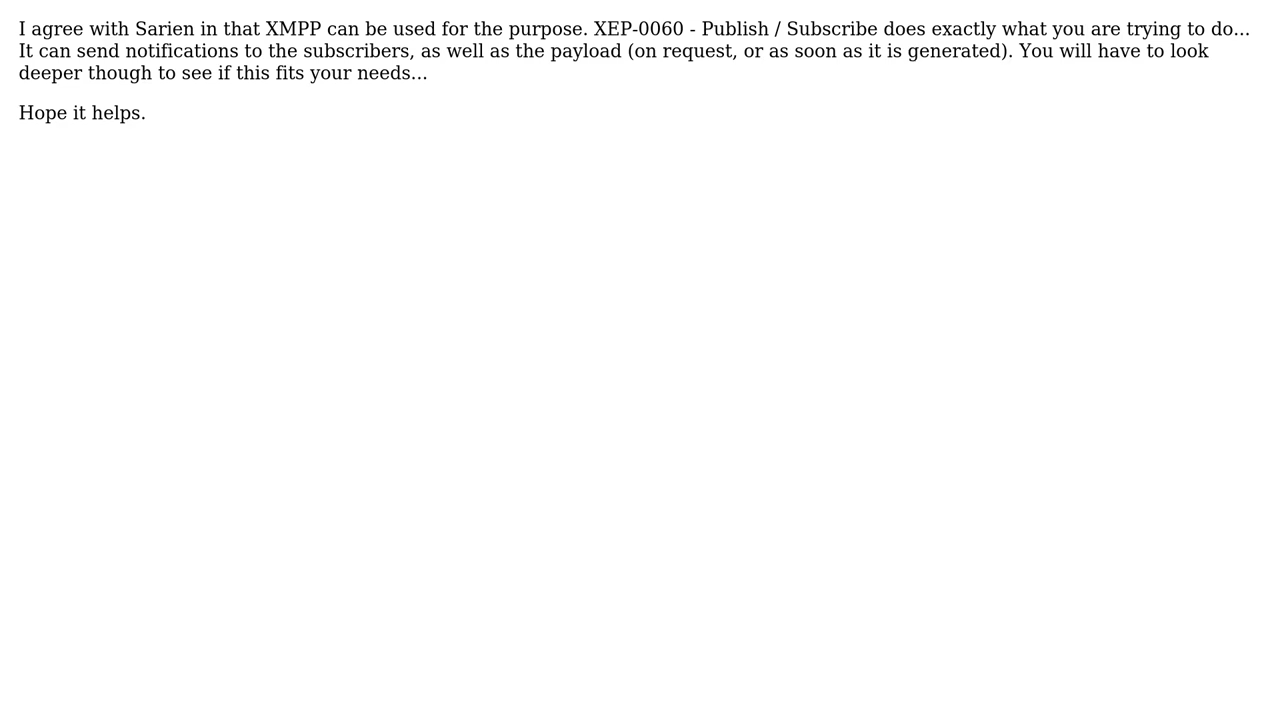 I agree with Sarien in that XMPP can be used for the purpose. XEP-0060 - Publish / Subscribe does exactly what you are trying to do...
It can send notifications to the subscribers, as well as the payload (on request, or as soon as it is generated). You will have to look
deeper though to see if this fits your needs...
Hope it helps.